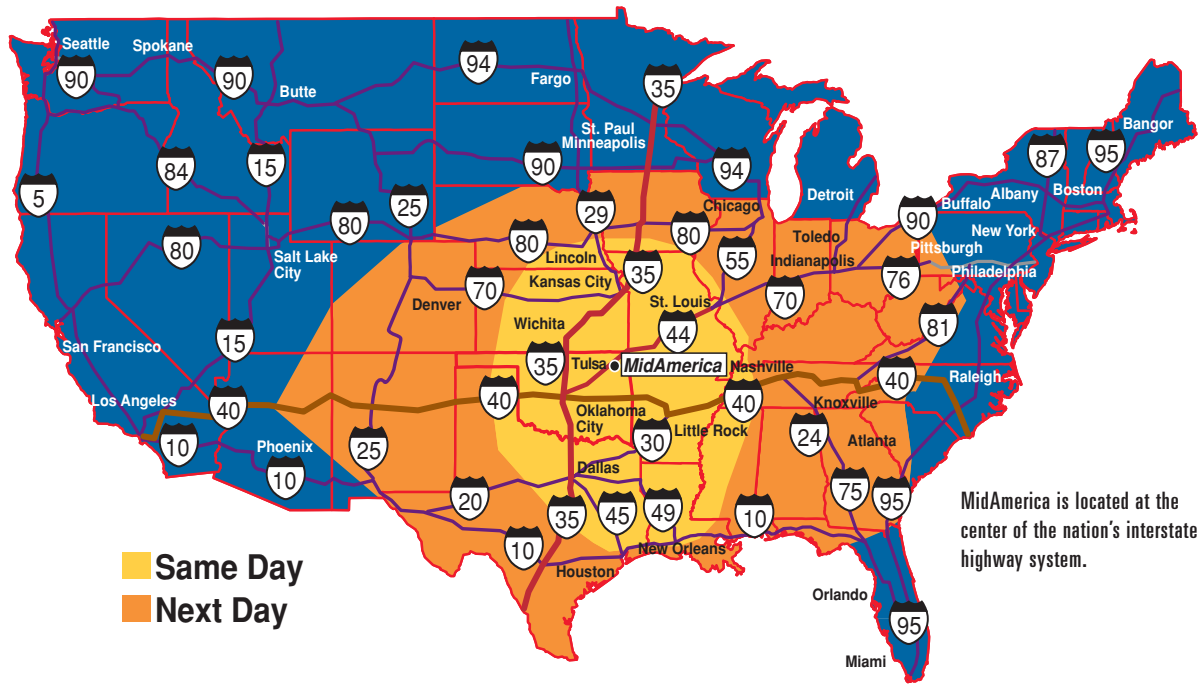 Seattle
Spokane
90
90
Butte
94
Fargo
35
St. Paul
Minneapolis
Bangor
87
95
84
15
90
94
5
Detroit
Albany
Boston
25
29
Chicago
90
Buffalo
80
80
80
80
Toledo
New York
Salt Lake
City
Lincoln
55
Indianapolis
Pittsburgh
Philadelphia
Kansas City
35
76
70
Denver
St. Louis
70
San Francisco
15
Wichita
44
81
35
Tulsa
MidAmerica
Nashville
Raleigh
Los Angeles
40
40
40
40
Knoxville
Oklahoma
City
10
Phoenix
25
30
Little Rock
24
Atlanta
10
Dallas
20
75
95
35
45
49
10
10
New Orleans
Houston
MidAmerica is located at the
center of the nation's interstate
highway system.
Same Day
Next Day
Orlando
95
Miami